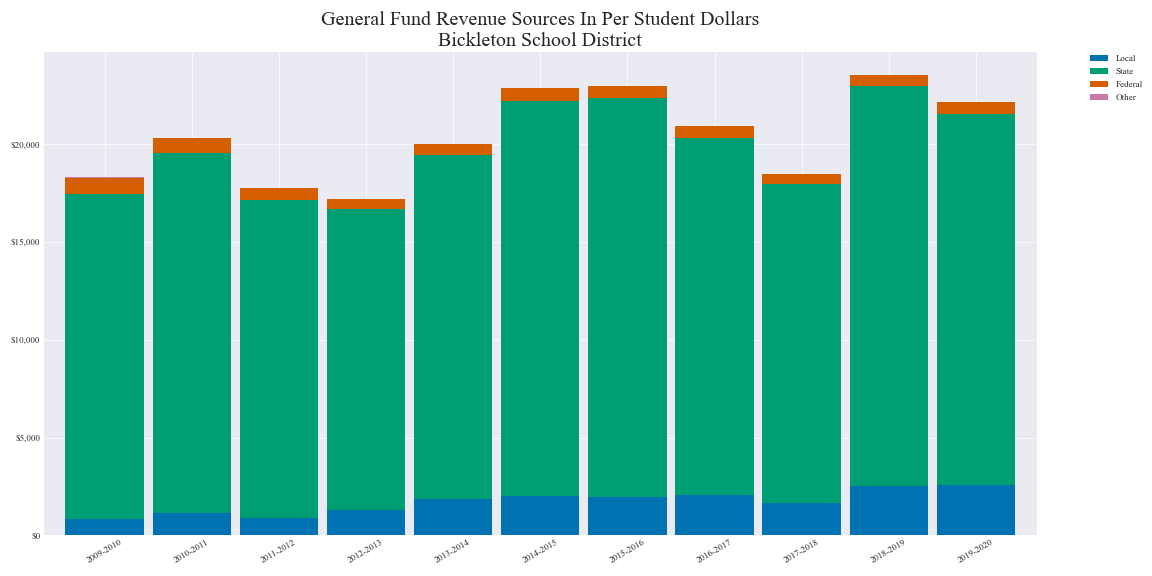 General Fund Revenue Sources In Per Student Dollars
Bickleton School District
Local
State
Federal
Other
$20,000
$15,000
$10,000
$5,000
$0
2009-2010
2010-2011
2011-2012
2012-2013
2013-2014
2014-2015
2015-2016
2016-2017
2017-2018
2018-2019
2019-2020